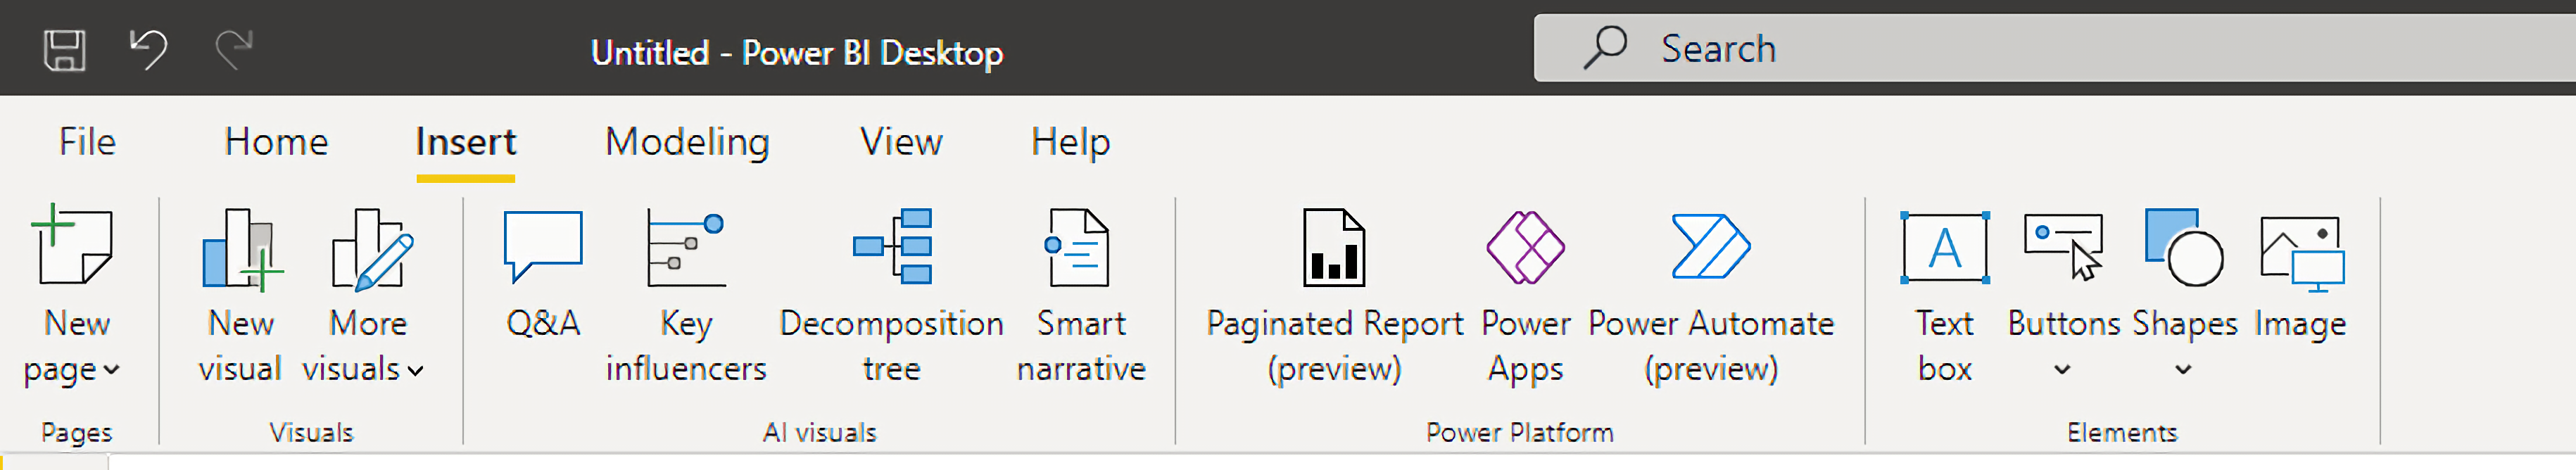 Untitled - Power BI Desktop
Search
File Home Insert Modeling View Help
New page
New visual
More visuals
Q&A
Key influencers
Decomposition tree
Smart narrative
Paginated Report (preview)
Power Apps
Power Automate (preview)
A
Text box
Buttons
Shapes
Image
Pages Visuals AI visuals Power Platform Elements